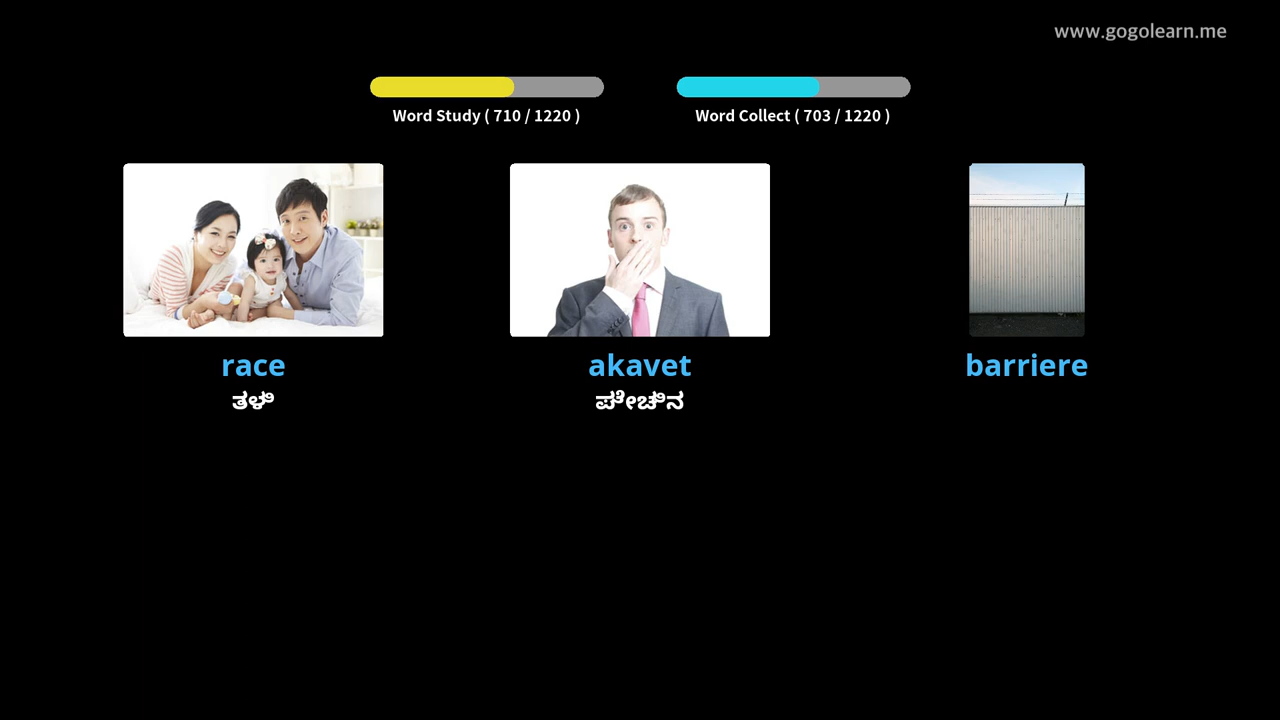 www.gogolearn.me
Word Study ( 710 / 1220 )
Word Collect ( 703 / 1220 )
race
akavet
barriere
ತಳಿ
ಪೇಚಿನ